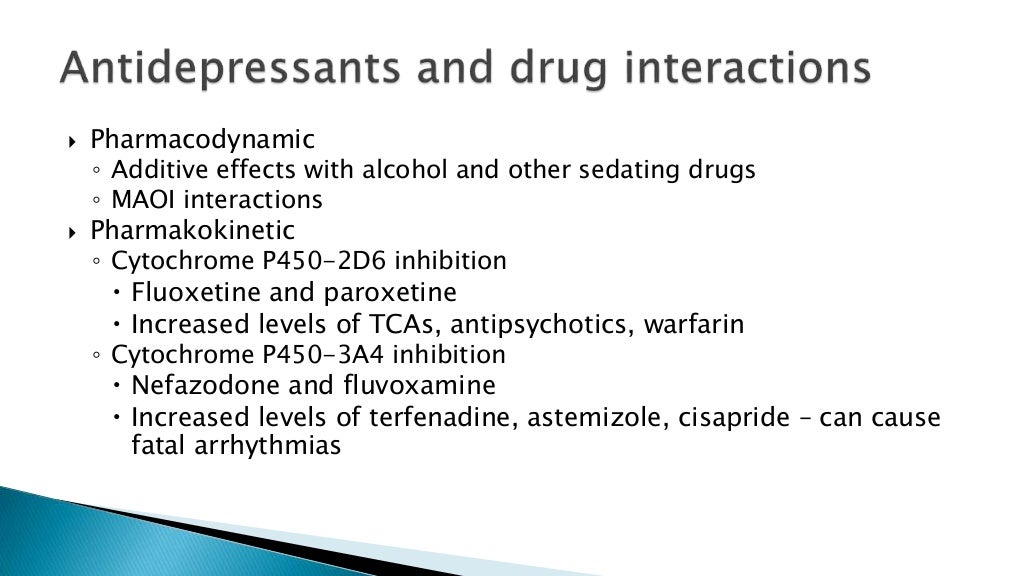 Antidepressants and drug interactions
Pharmacodynamic
◦ Additive effects with alcohol and other sedating drugs
◦ MAOI interactions
Pharmakokinetic
◦ Cytochrome P450-2D6 inhibition
• Fluoxetine and paroxetine
• Increased levels of TCAs, antipsychotics, warfarin
◦ Cytochrome P450-3A4 inhibition
• Nefazodone and fluvoxamine
• Increased levels of terfenadine, astemizole, cisapride – can cause
fatal arrhythmias